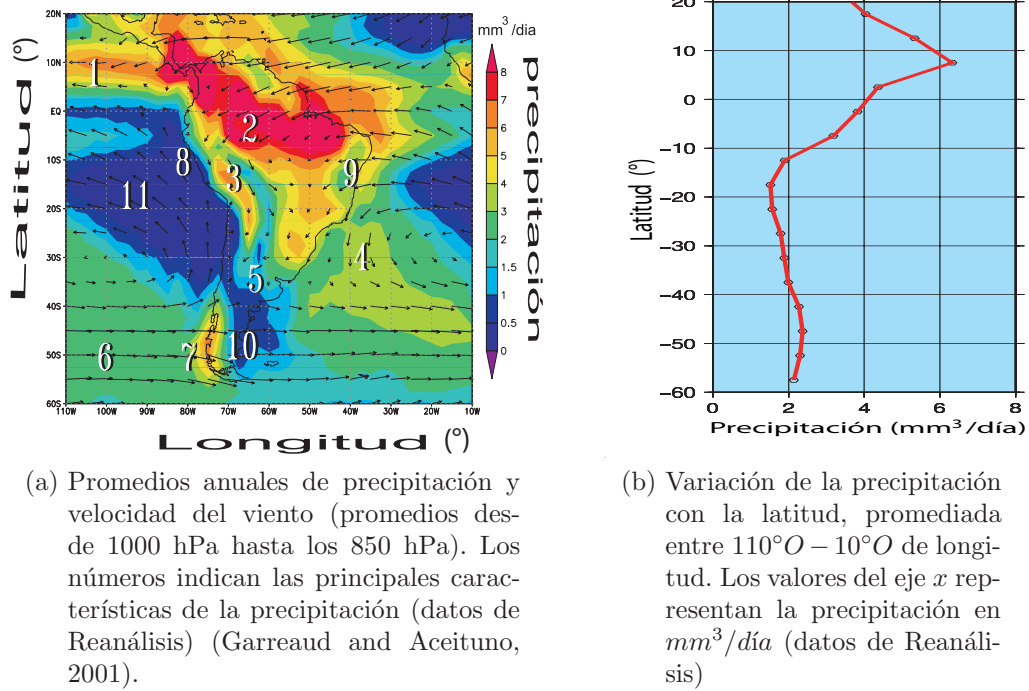 mm³/dia
20N
10N
EQ
10S
20S
30S
40S
50S
60S
110W 100W 90W 80W 70W 60W 50W 40W 30W 20W 10W
Latitud (°)
Longitud (°)
1
2
3
4
5
6
7
8
9
10
11
8
7
6
5
4
3
2
1.5
1
0.5
0
precipitación
(a) Promedios anuales de precipitación y
velocidad del viento (promedios des-
de 1000 hPa hasta los 850 hPa). Los
números indican las principales carac-
terísticas de la precipitación (datos de
Reanálisis) (Garreaud and Aceituno,
2001).
20
10
0
−10
−20
−30
−40
−50
−60
Latitud (°)
0 2 4 6 8
Precipitación (mm³/día)
(b) Variación de la precipitación
con la latitud, promediada
entre 110°O − 10°O de longi-
tud. Los valores del eje x rep-
resentan la precipitación en
mm³/día (datos de Reanáli-
sis)